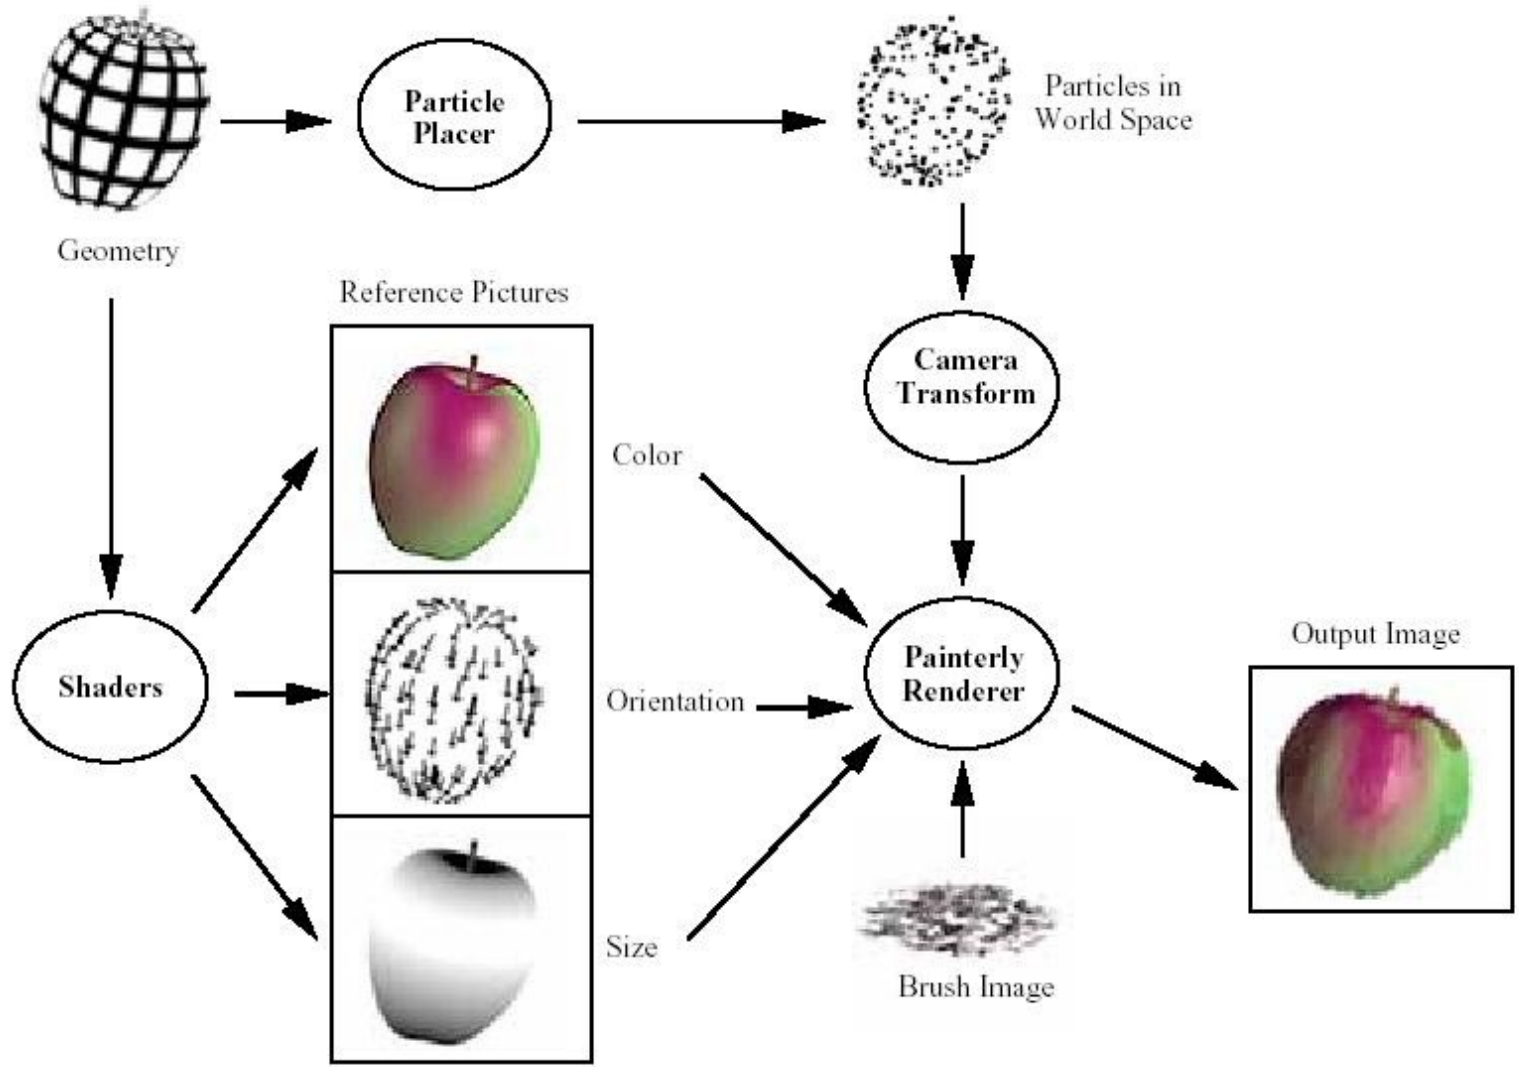 Particle
Placer
Particles in
World Space
Geometry
Reference Pictures
Camera
Transform
Color
Shaders
Orientation
Painterly
Renderer
Output Image
Size
Brush Image